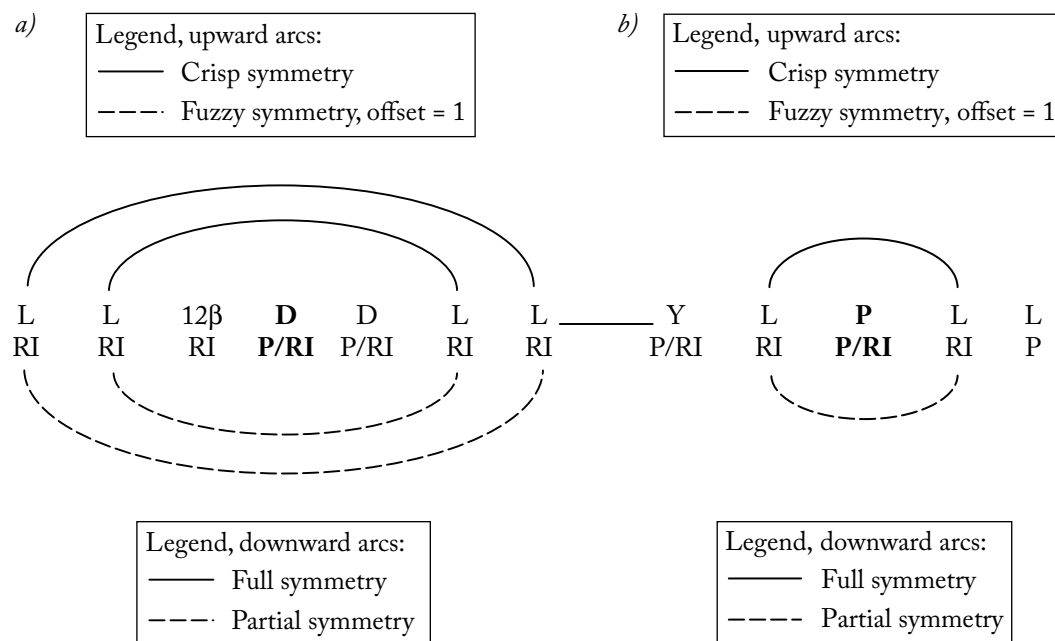 a)
Legend, upward arcs:
Crisp symmetry
Fuzzy symmetry, offset = 1
b)
Legend, upward arcs:
Crisp symmetry
Fuzzy symmetry, offset = 1
L L 12β D D L L Y L P L L
RI RI RI P/RI P/RI RI RI P/RI RI P/RI RI P
Legend, downward arcs:
Full symmetry
Partial symmetry
Legend, downward arcs:
Full symmetry
Partial symmetry